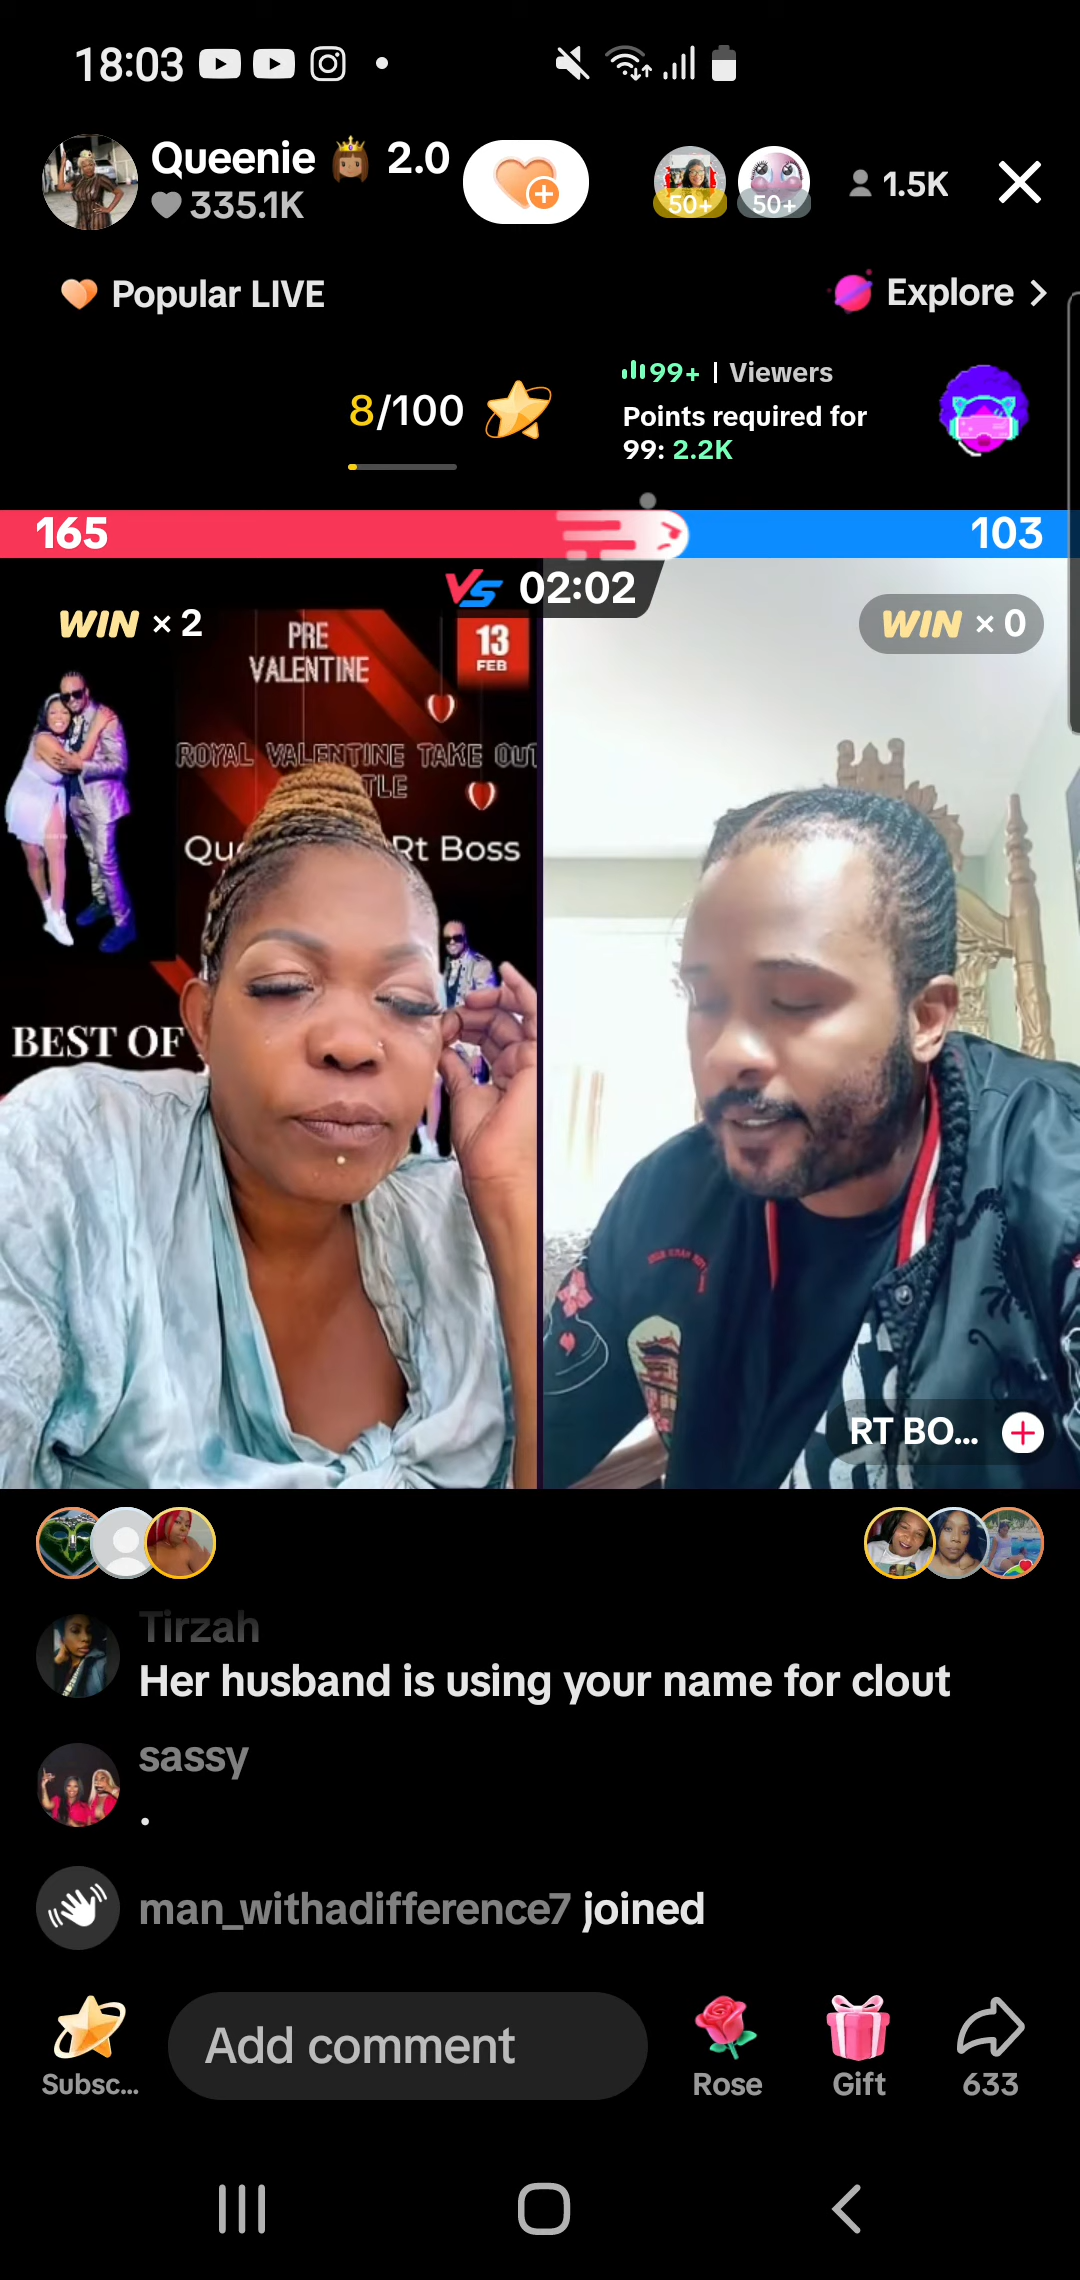 18:03
Queenie 2.0
335.1K
50+
50+
1.5K
Popular LIVE
Explore
8/100
99+ | Viewers
Points required for
99: 2.2K
165
103
VS 02:02
WIN × 2
WIN × 0
PRE
VALENTINE
13
FEB
ROYAL VALENTINE TAKE OUT
TLE
Qu
Rt Boss
BEST OF
RT BO...
Tirzah
Her husband is using your name for clout
sassy
.
man_withadifference7 joined
Subsc...
Add comment
Rose
Gift
633